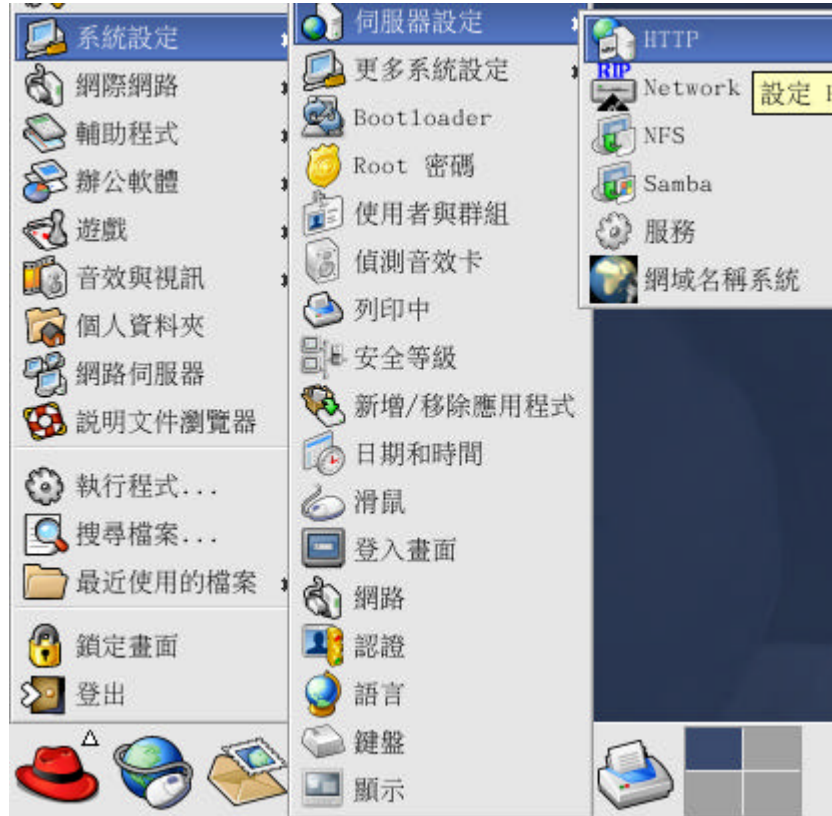 系統設定
網際網路
輔助程式
辦公軟體
遊戲
音效與視訊
個人資料夾
網路伺服器
說明文件瀏覽器
執行程式...
搜尋檔案...
最近使用的檔案
鎖定畫面
登出
伺服器設定
更多系統設定
Bootloader
Root 密碼
使用者與群組
偵測音效卡
列印中
安全等級
新增/移除應用程式
日期和時間
滑鼠
登入畫面
網路
認證
語言
鍵盤
顯示
HTTP
RIP
Network
設定
NFS
Samba
服務
網域名稱系統